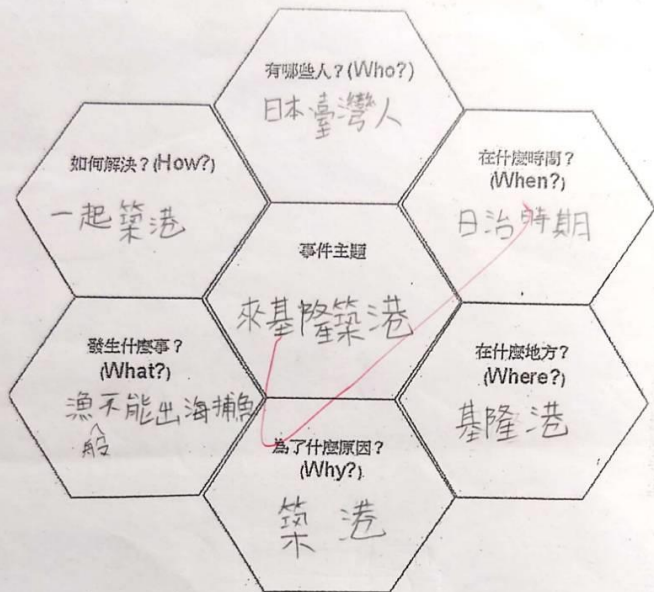 有哪些人？(Who?)
日本臺灣人
如何解決？(How?)
一起築港
在什麼時間？
(When?)
日治時期
事件主題
來基隆築港
發生什麼事？
(What?)
漁船不能出海捕魚
在什麼地方？
(Where?)
基隆港
為了什麼原因？
(Why?)
築港